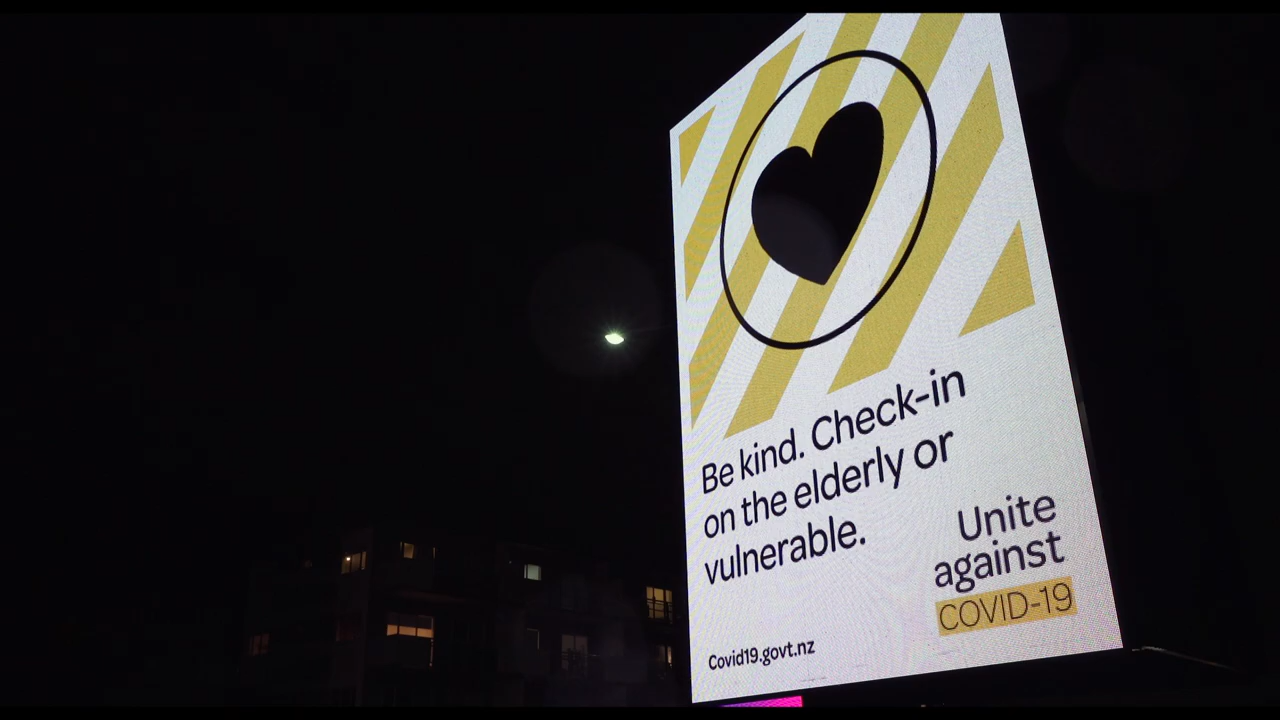 Be kind. Check-in
on the elderly or
vulnerable.
Unite
against
COVID-19
Covid19.govt.nz